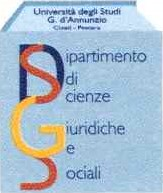 Università degli Studi
G. d'Annunzio
Chieti - Pescara
Dipartimento
di
Scienze
Giuridiche
e
Sociali